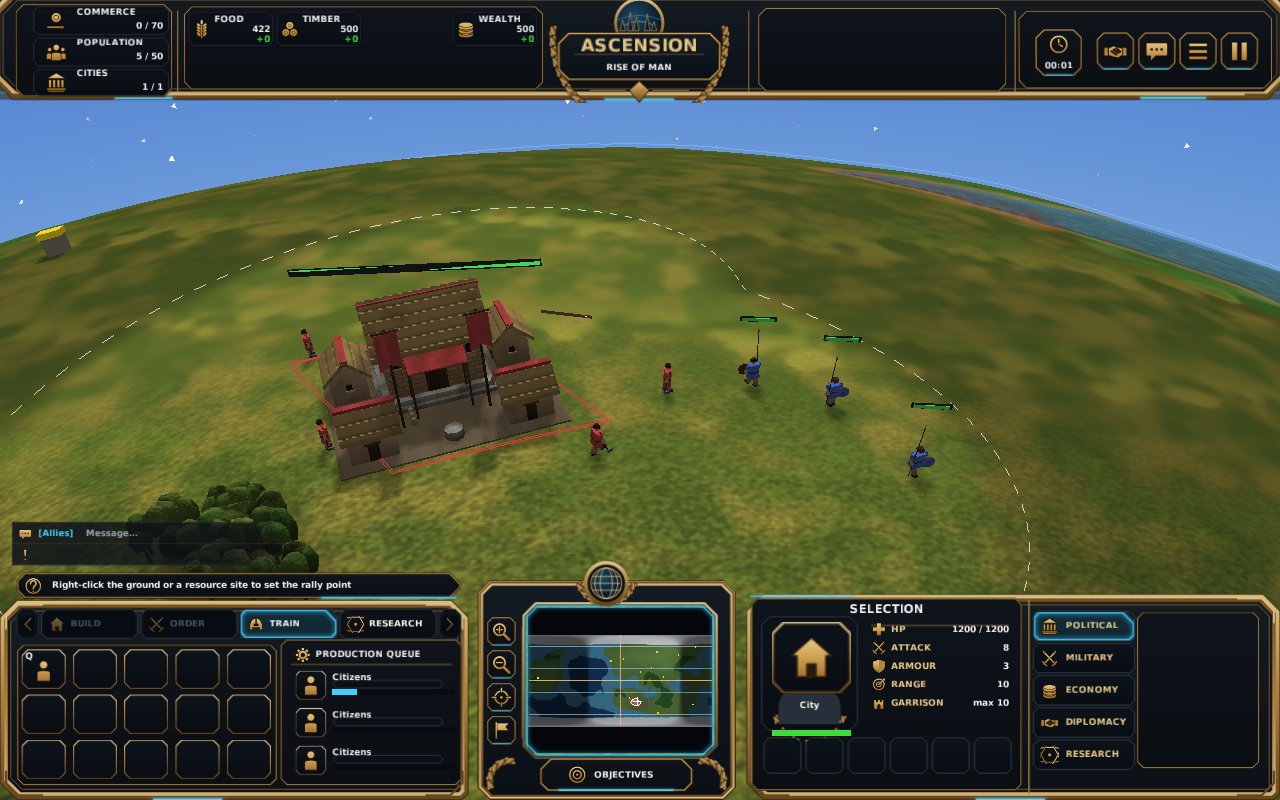 COMMERCE
0 / 70
POPULATION
5 / 50
CITIES
1 / 1
FOOD
422
+0
TIMBER
500
+0
WEALTH
500
+0
ASCENSION
RISE OF MAN
00:01
[Allies] Message...
!
Right-click the ground or a resource site to set the rally point
BUILD
ORDER
TRAIN
RESEARCH
Q
PRODUCTION QUEUE
Citizens
Citizens
Citizens
OBJECTIVES
SELECTION
City
HP 1200 / 1200
ATTACK 8
ARMOUR 3
RANGE 10
GARRISON max 10
POLITICAL
MILITARY
ECONOMY
DIPLOMACY
RESEARCH